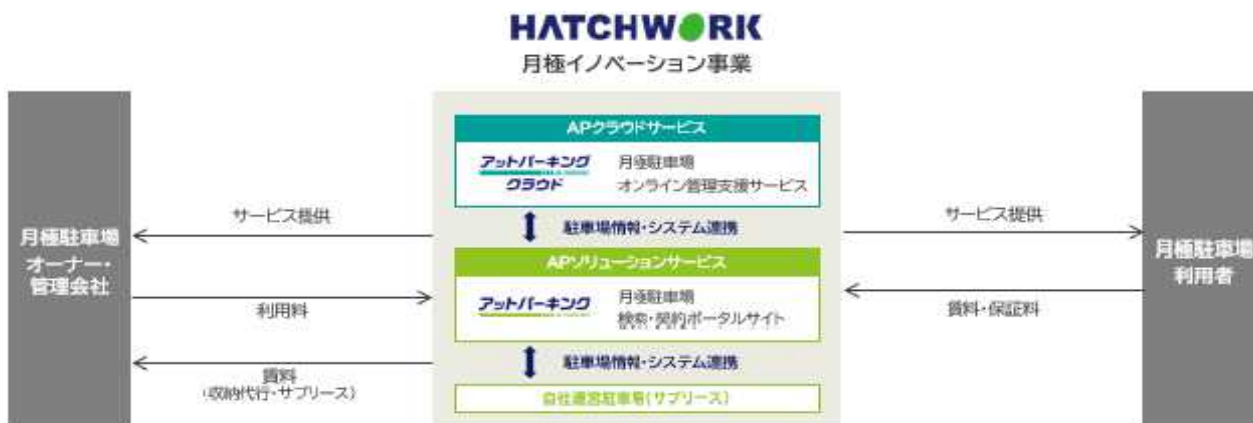 HATCHWORK
月極イノベーション事業
APクラウドサービス
アットパーキング
クラウド
月極駐車場
オンライン管理支援サービス
サービス提供
駐車場情報・システム連携
サービス提供
月極駐車場
オーナー・
管理会社
月極駐車場
利用者
APソリューションサービス
アットパーキング
月極駐車場
検索・契約ポータルサイト
利用料
賃料・保証料
駐車場情報・システム連携
賃料
(収納代行・サブリース)
自社運営駐車場(サブリース)